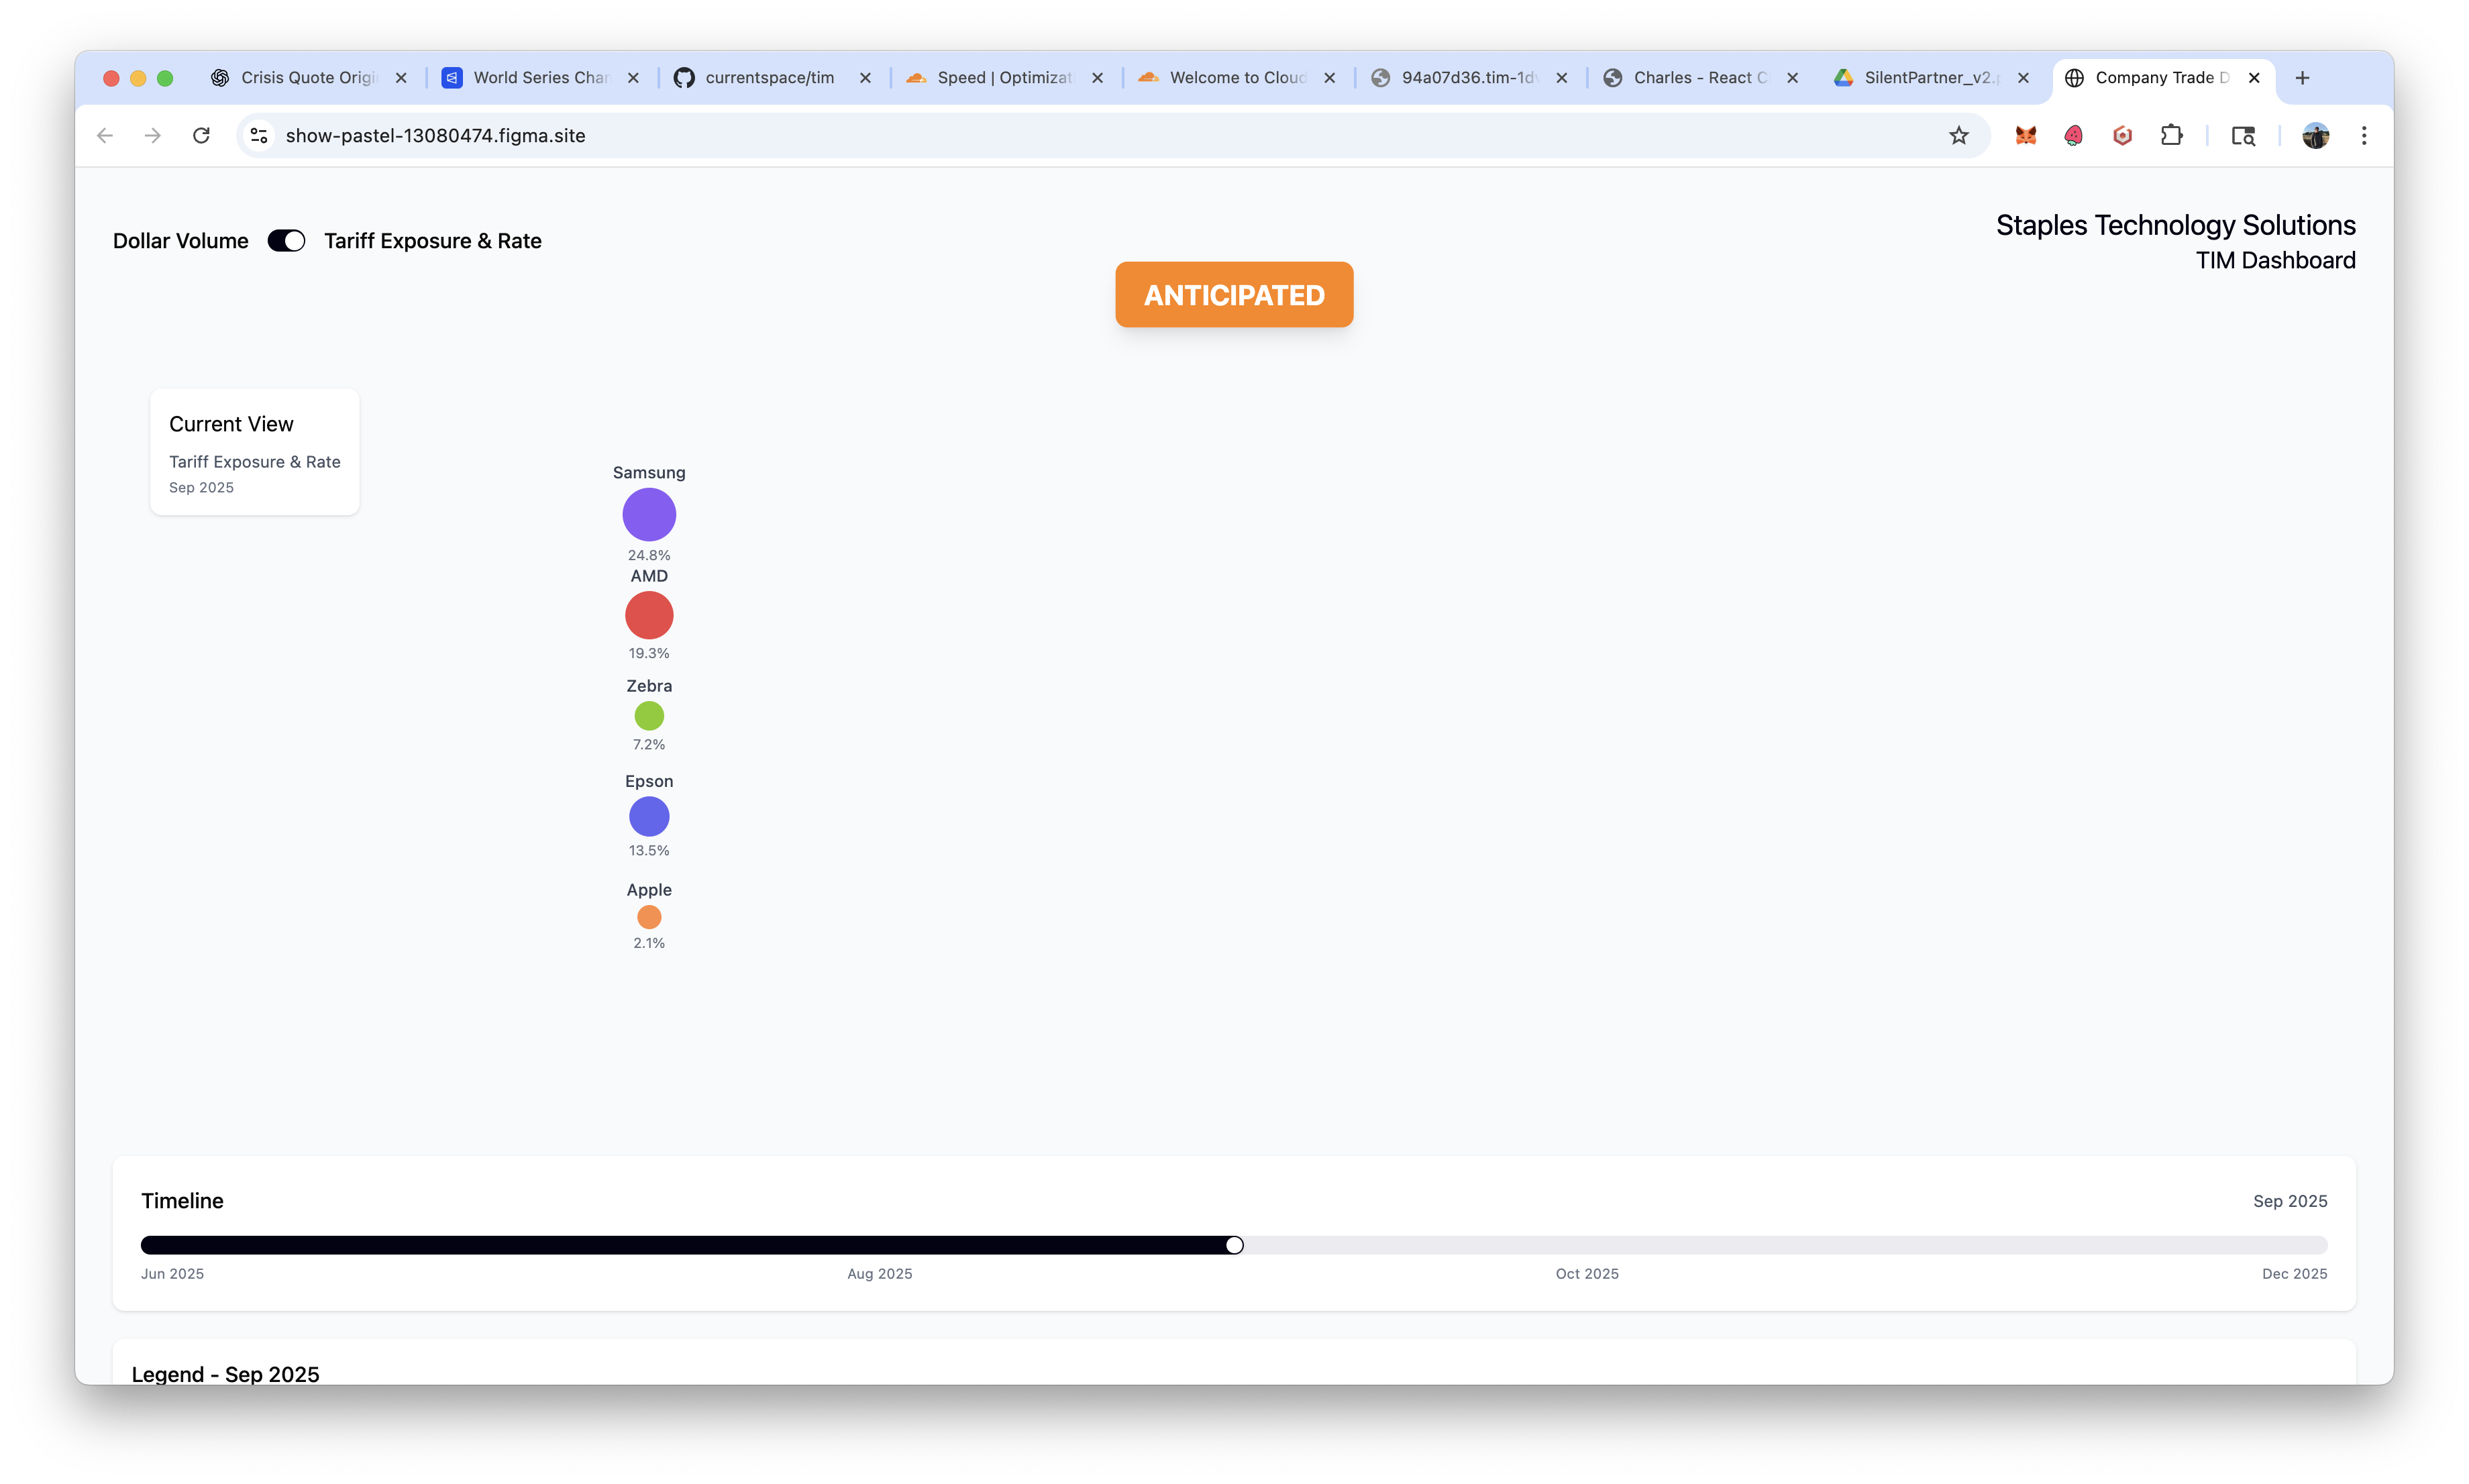 Crisis Quote Origi
World Series Char
currentspace/tim
Speed | Optimizat
Welcome to Cloud
94a07d36.tim-1dv
Charles - React C
SilentPartner_v2.p
Company Trade D
show-pastel-13080474.figma.site
Dollar Volume
Tariff Exposure & Rate
Staples Technology Solutions
TIM Dashboard
ANTICIPATED
Current View
Tariff Exposure & Rate
Sep 2025
Samsung
24.8%
AMD
19.3%
Zebra
7.2%
Epson
13.5%
Apple
2.1%
Timeline
Sep 2025
Jun 2025
Aug 2025
Oct 2025
Dec 2025
Legend - Sep 2025